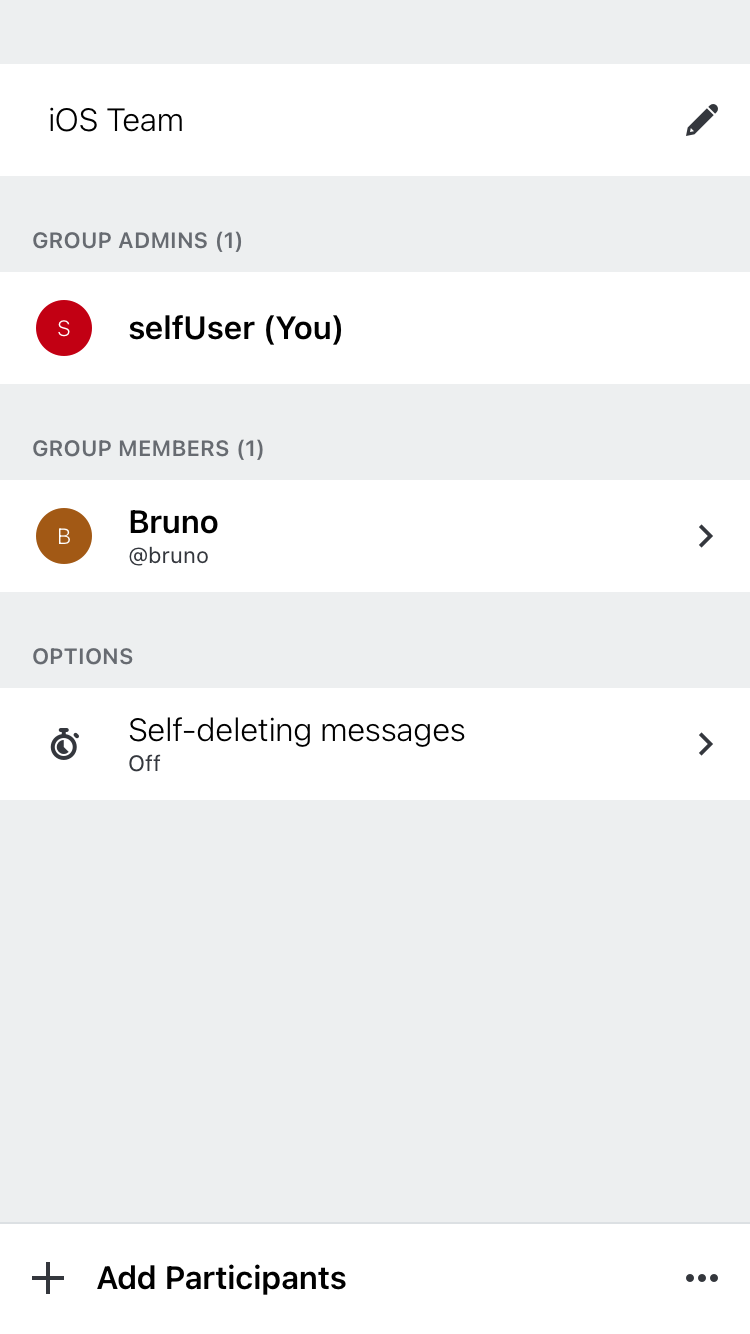 iOS Team
GROUP ADMINS (1)
S
selfUser (You)
GROUP MEMBERS (1)
B
Bruno
@bruno
OPTIONS
Self-deleting messages
Off
Add Participants